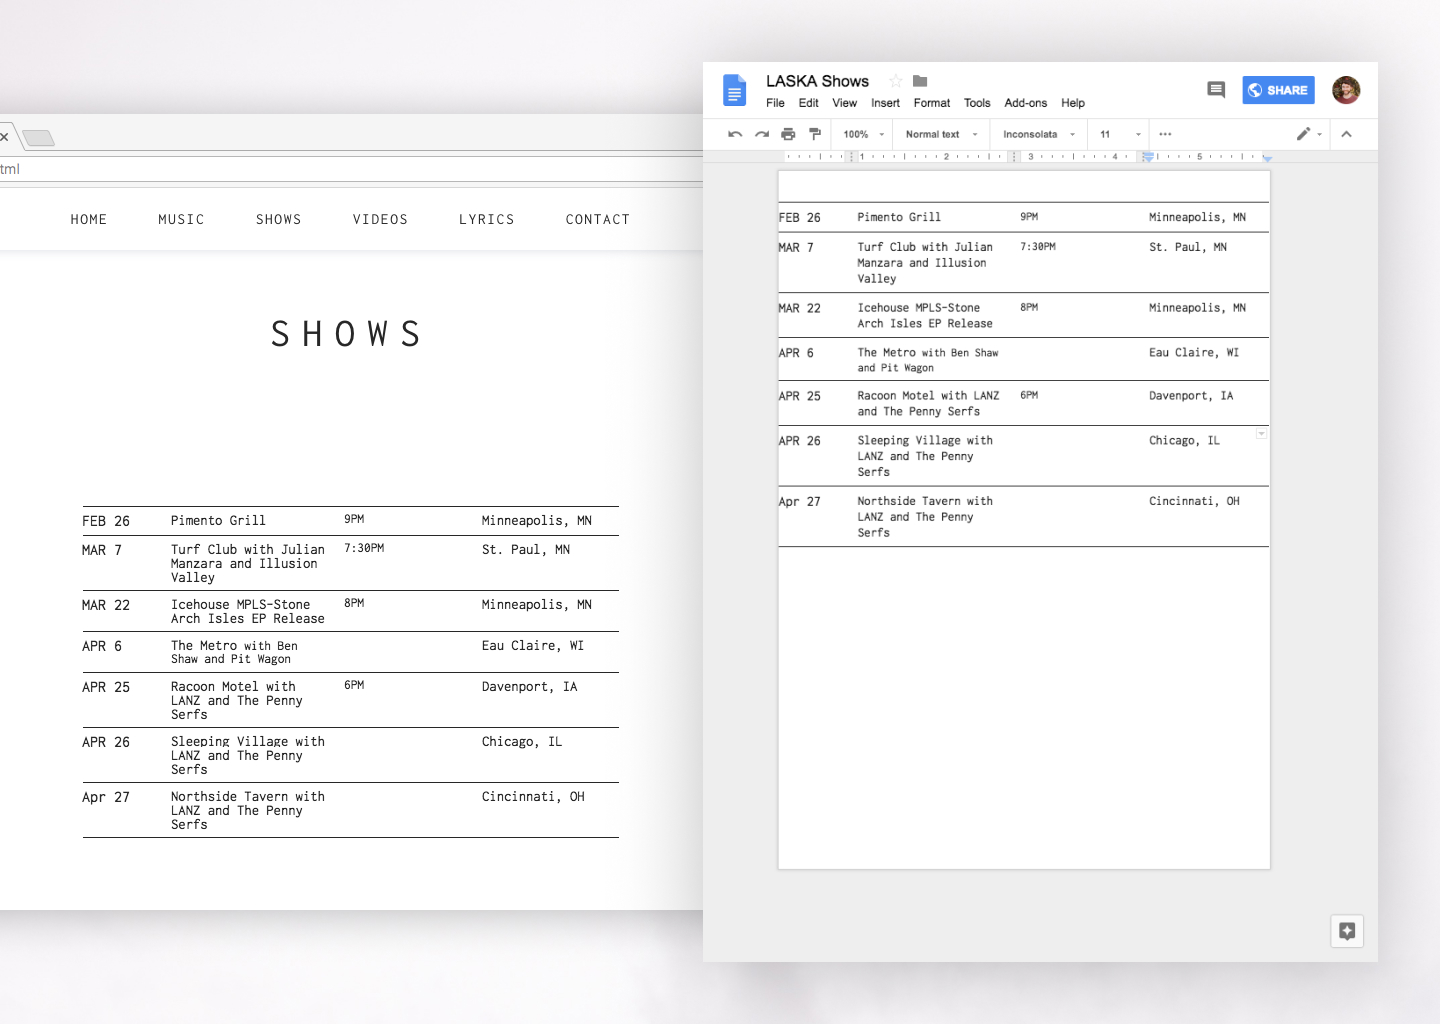 tml
HOME MUSIC SHOWS VIDEOS LYRICS CONTACT
SHOWS
FEB 26 Pimento Grill 9PM Minneapolis, MN
MAR 7 Turf Club with Julian 7:30PM St. Paul, MN
Manzara and Illusion
Valley
MAR 22 Icehouse MPLS-Stone 8PM Minneapolis, MN
Arch Isles EP Release
APR 6 The Metro with Ben Eau Claire, WI
Shaw and Pit Wagon
APR 25 Racoon Motel with 6PM Davenport, IA
LANZ and The Penny
Serfs
APR 26 Sleeping Village with Chicago, IL
LANZ and The Penny
Serfs
Apr 27 Northside Tavern with Cincinnati, OH
LANZ and The Penny
Serfs
LASKA Shows
File Edit View Insert Format Tools Add-ons Help
SHARE
100% Normal text Inconsolata 11
1 2 3 4 5
FEB 26 Pimento Grill 9PM Minneapolis, MN
MAR 7 Turf Club with Julian 7:30PM St. Paul, MN
Manzara and Illusion
Valley
MAR 22 Icehouse MPLS-Stone 8PM Minneapolis, MN
Arch Isles EP Release
APR 6 The Metro with Ben Shaw Eau Claire, WI
and Pit Wagon
APR 25 Racoon Motel with LANZ 6PM Davenport, IA
and The Penny Serfs
APR 26 Sleeping Village with Chicago, IL
LANZ and The Penny
Serfs
Apr 27 Northside Tavern with Cincinnati, OH
LANZ and The Penny
Serfs